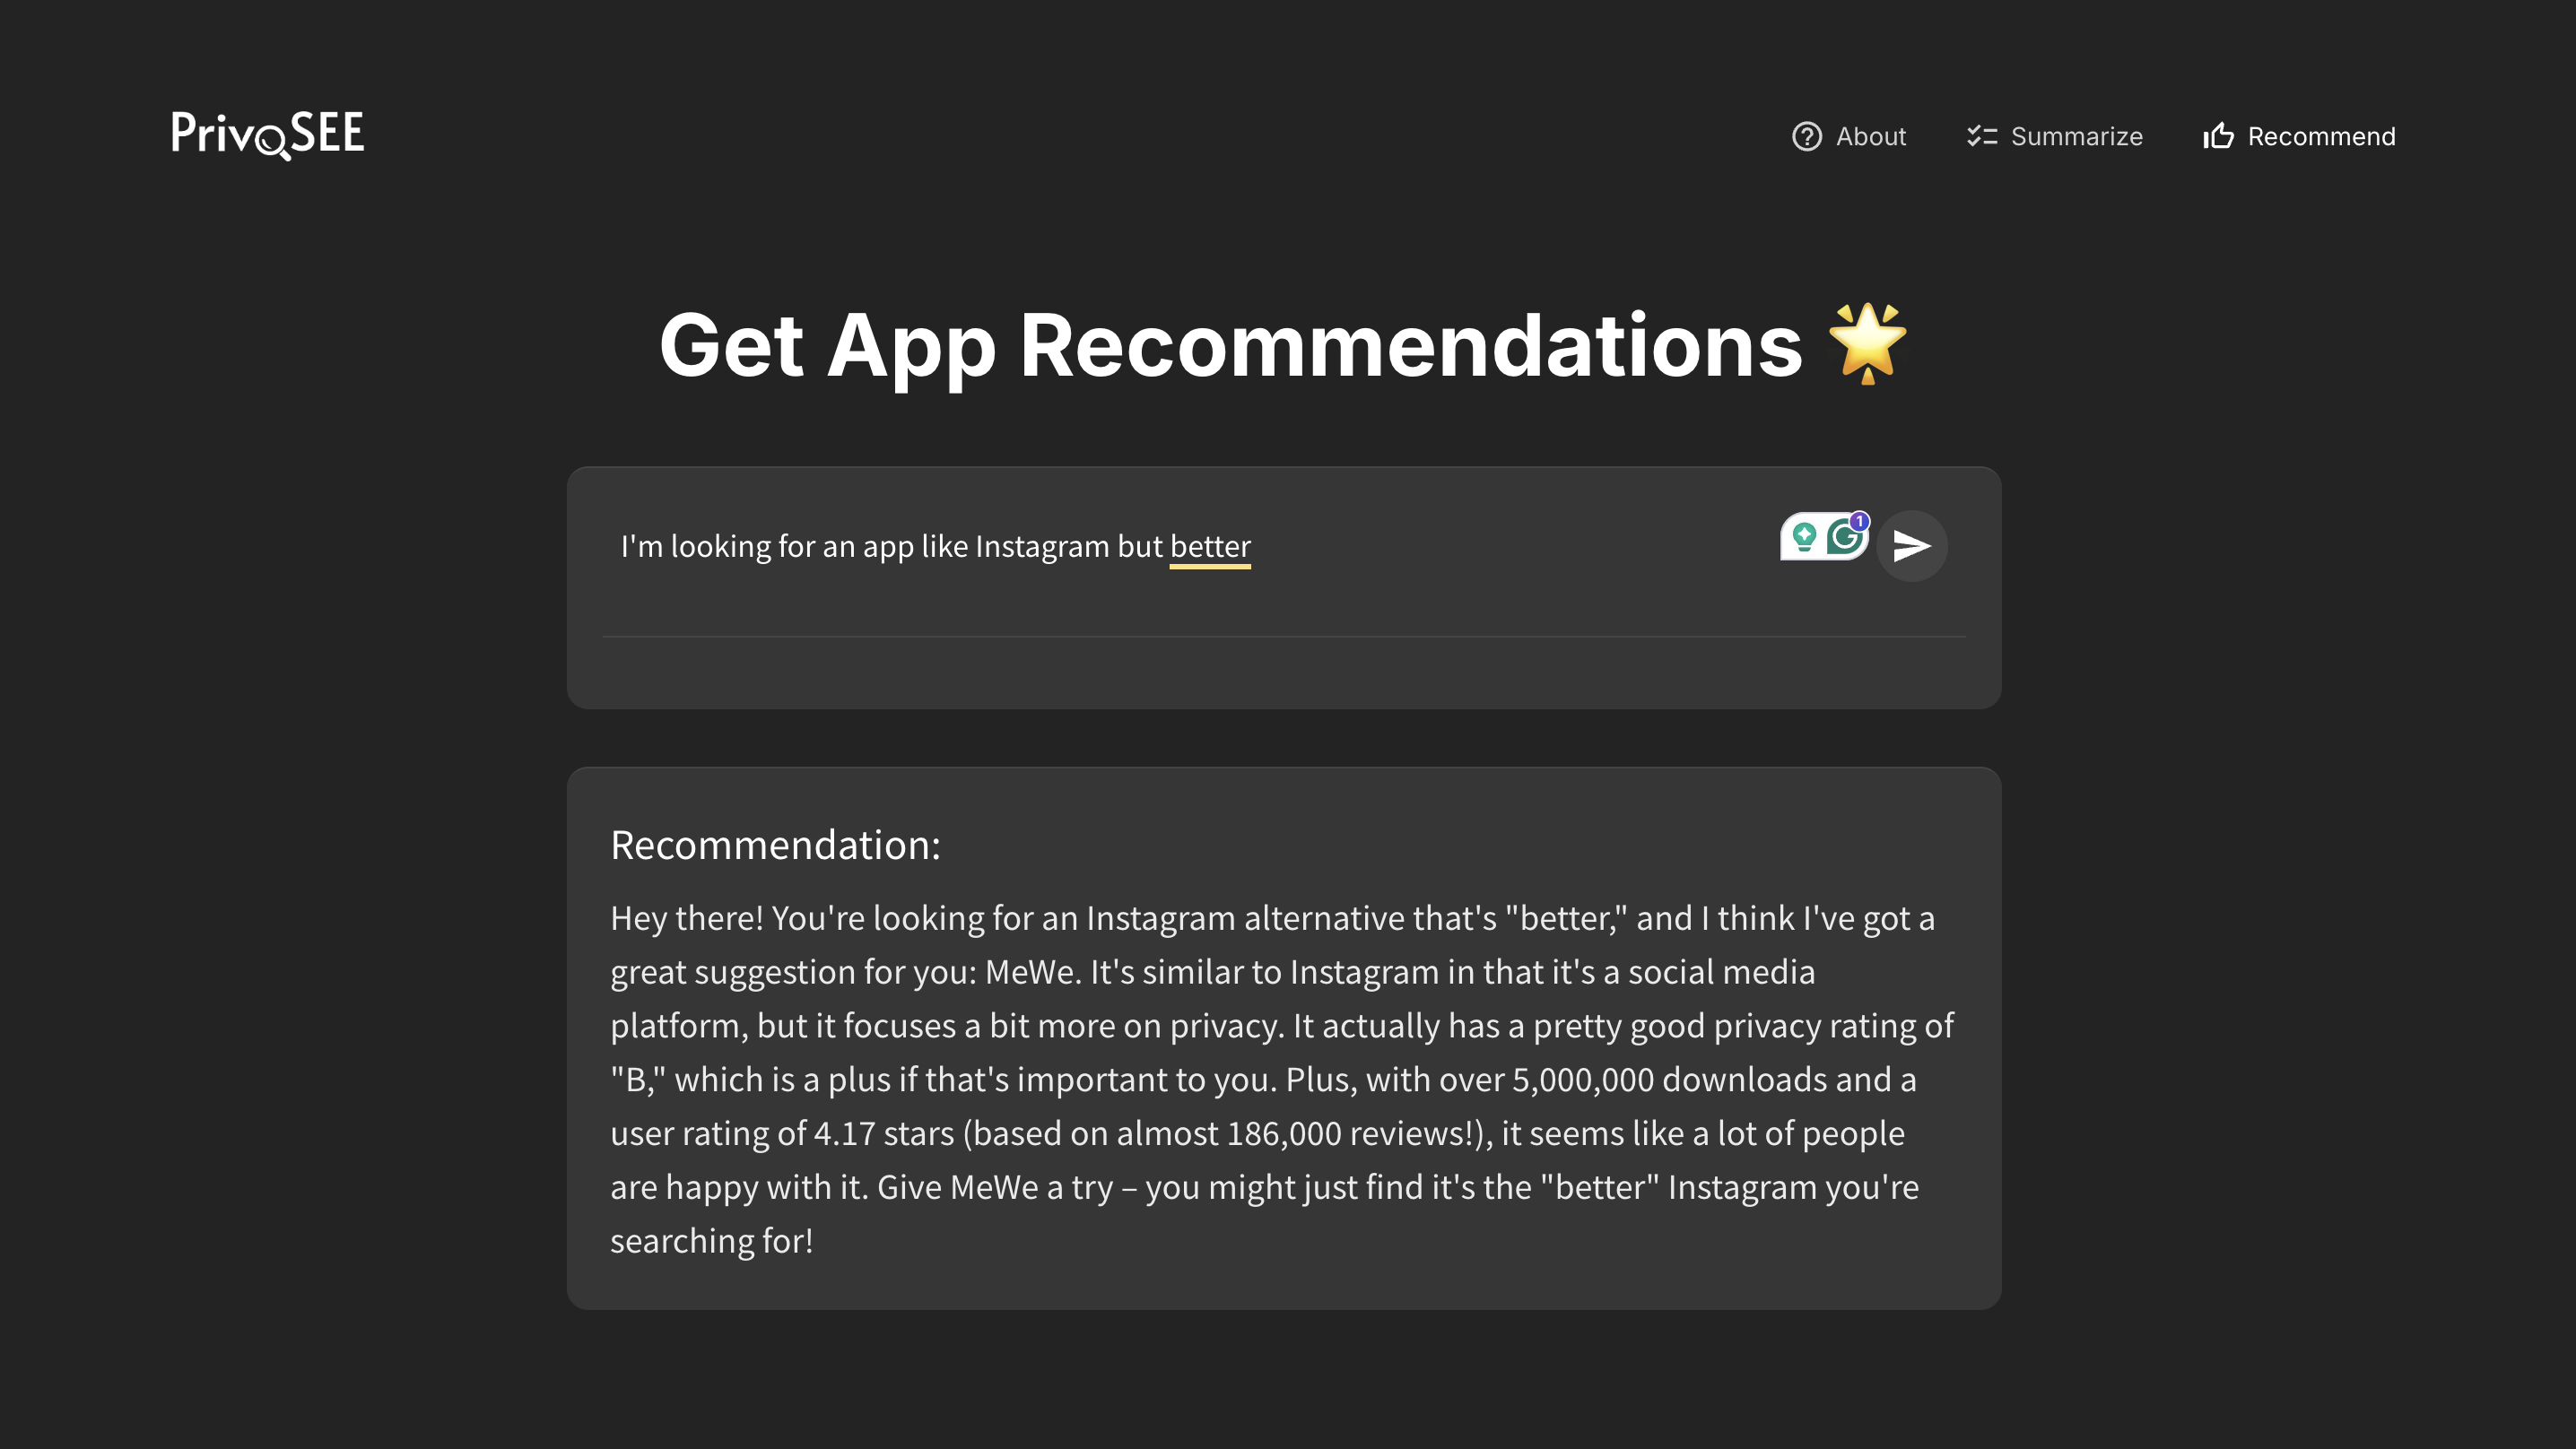 PrivaSEE
About
Summarize
Recommend
Get App Recommendations
I'm looking for an app like Instagram but better
1
Recommendation:
Hey there! You're looking for an Instagram alternative that's "better," and I think I've got a
great suggestion for you: MeWe. It's similar to Instagram in that it's a social media
platform, but it focuses a bit more on privacy. It actually has a pretty good privacy rating of
"B," which is a plus if that's important to you. Plus, with over 5,000,000 downloads and a
user rating of 4.17 stars (based on almost 186,000 reviews!), it seems like a lot of people
are happy with it. Give MeWe a try – you might just find it's the "better" Instagram you're
searching for!